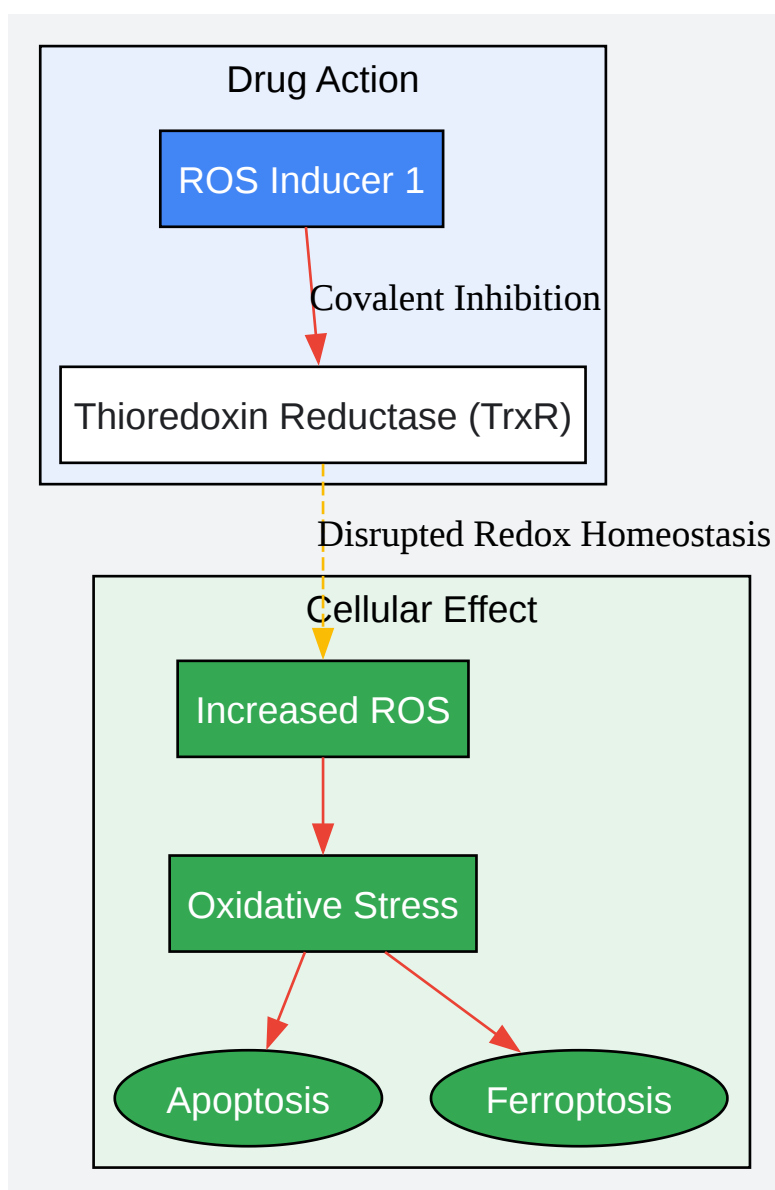 Drug Action
ROS Inducer 1
Covalent Inhibition
Thioredoxin Reductase (TrxR)
Disrupted Redox Homeostasis
Cellular Effect
Increased ROS
Oxidative Stress
Apoptosis
Ferroptosis